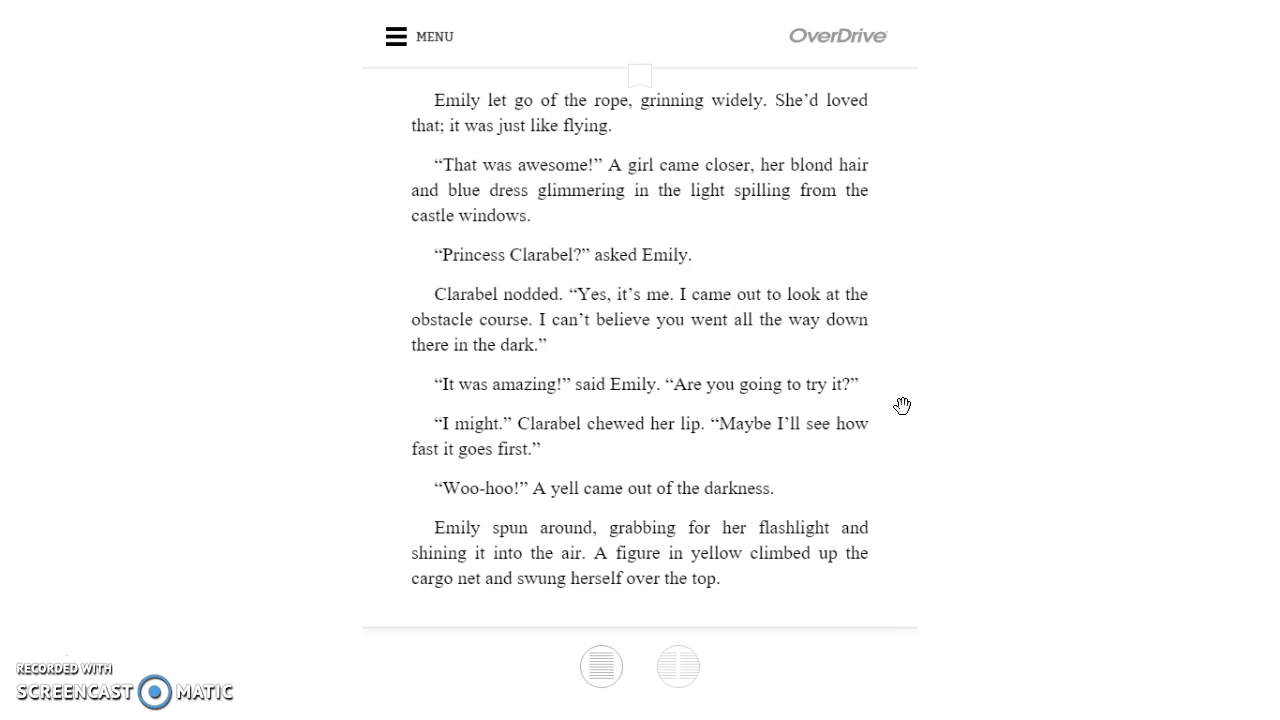 MENU
OverDrive
Emily let go of the rope, grinning widely. She’d loved
that; it was just like flying.
“That was awesome!” A girl came closer, her blond hair
and blue dress glimmering in the light spilling from the
castle windows.
“Princess Clarabel?” asked Emily.
Clarabel nodded. “Yes, it’s me. I came out to look at the
obstacle course. I can’t believe you went all the way down
there in the dark.”
“It was amazing!” said Emily. “Are you going to try it?”
“I might.” Clarabel chewed her lip. “Maybe I’ll see how
fast it goes first.”
“Woo-hoo!” A yell came out of the darkness.
Emily spun around, grabbing for her flashlight and
shining it into the air. A figure in yellow climbed up the
cargo net and swung herself over the top.
RECORDED WITH
SCREENCAST MATIC